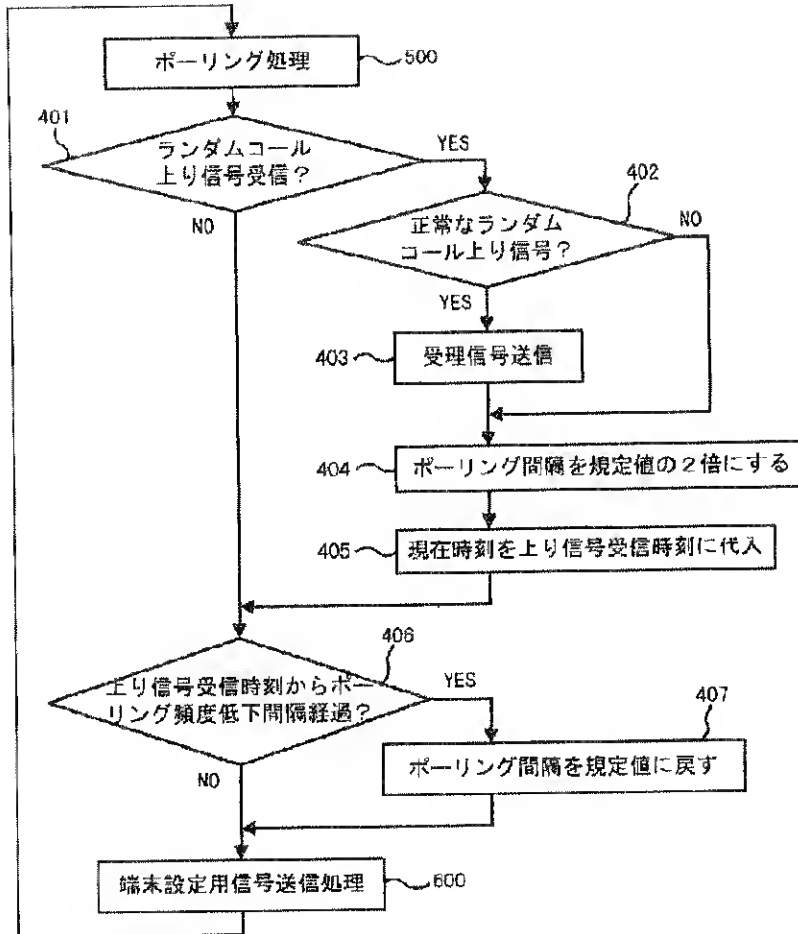 ポーリング処理
500
401
ランダムコール
上り信号受信？
YES
NO
402
正常なランダム
コール上り信号？
NO
YES
403
受理信号送信
404
ポーリング間隔を規定値の２倍にする
405
現在時刻を上り信号受信時刻に代入
406
上り信号受信時刻からポー
リング頻度低下間隔経過？
YES
NO
407
ポーリング間隔を規定値に戻す
端末設定用信号送信処理
600